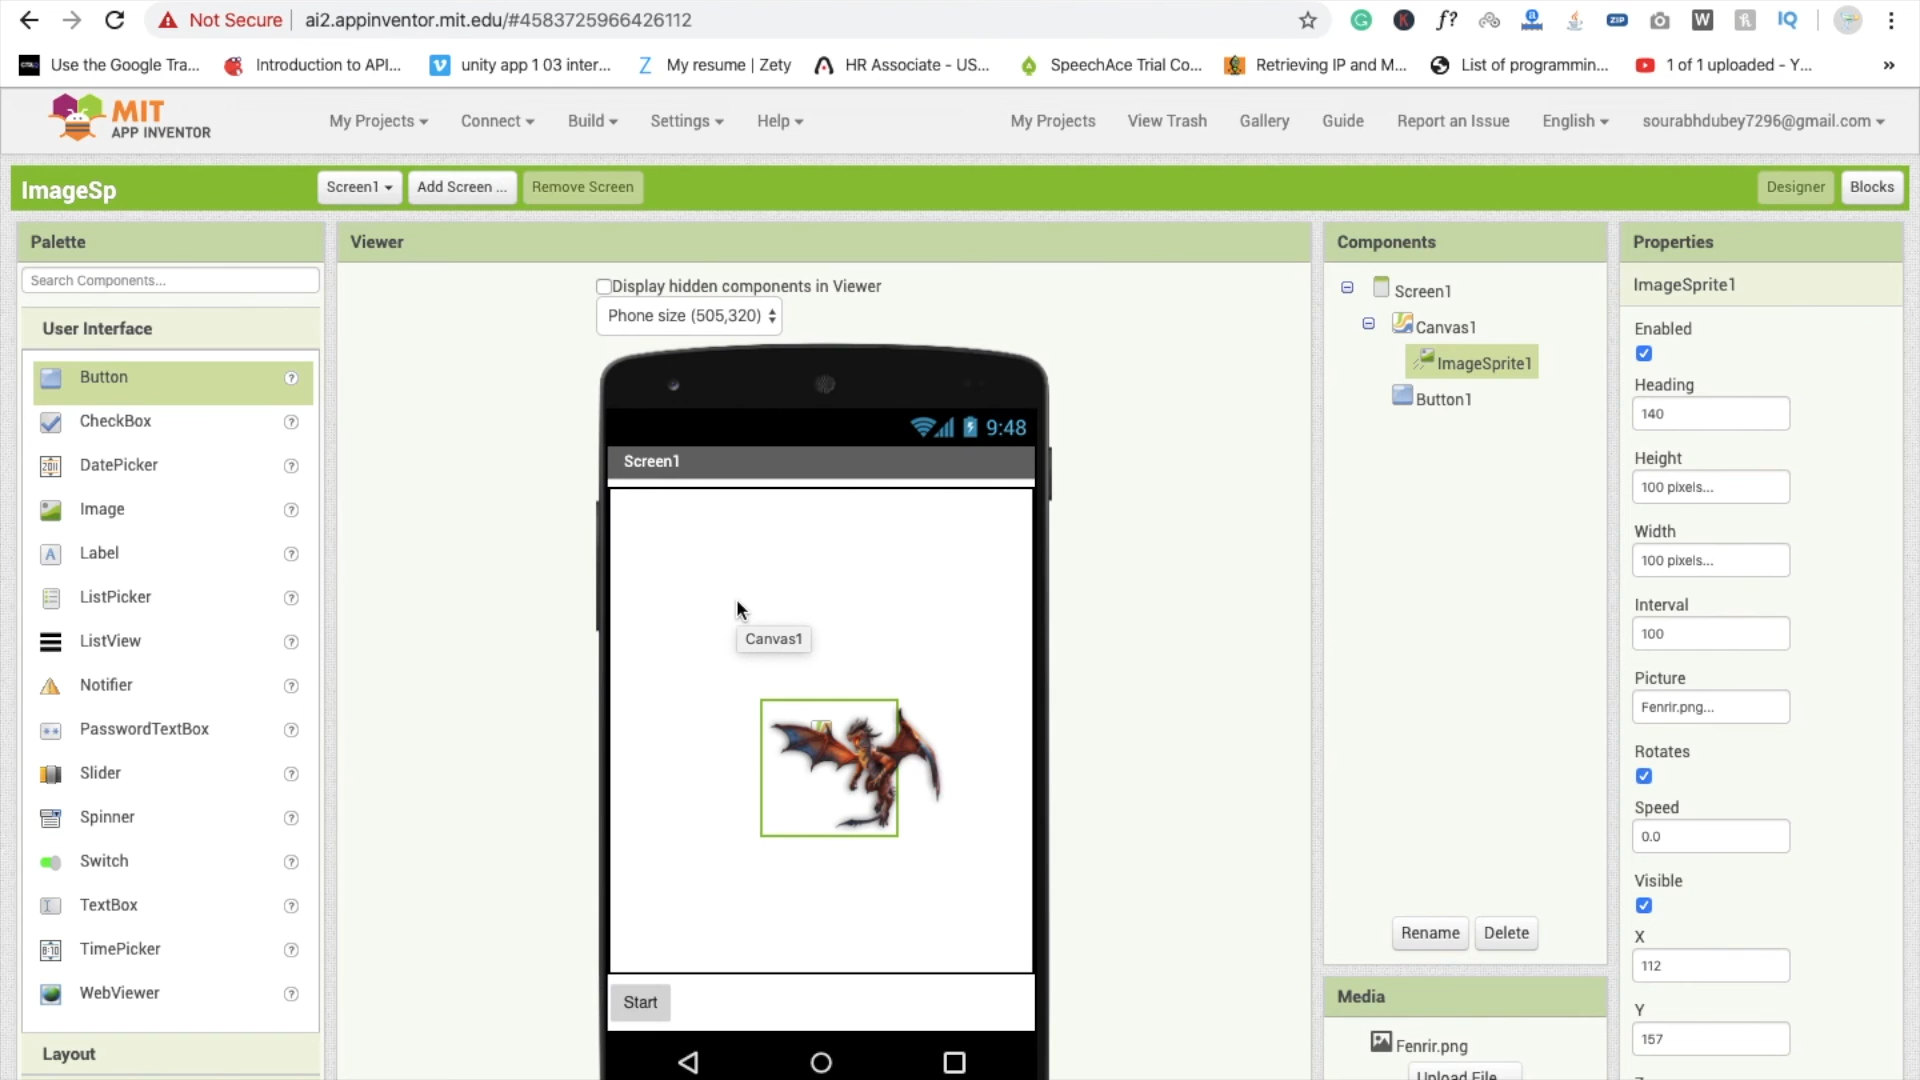 Not Secure
ai2.appinventor.mit.edu/#4583725966426112
f?
ZIP
W
IQ
Use the Google Tra...
Introduction to API...
unity app 1 03 inter...
My resume | Zety
HR Associate - US...
SpeechAce Trial Co...
Retrieving IP and M...
List of programmin...
1 of 1 uploaded - Y...
»
MIT
APP INVENTOR
My Projects
Connect
Build
Settings
Help
My Projects
View Trash
Gallery
Guide
Report an Issue
English
sourabhdubey7296@gmail.com
ImageSp
Screen1
Add Screen ...
Remove Screen
Designer
Blocks
Palette
Search Components...
User Interface
Button
?
CheckBox
?
DatePicker
?
Image
?
Label
?
ListPicker
?
ListView
?
Notifier
?
PasswordTextBox
?
Slider
?
Spinner
?
Switch
?
TextBox
?
TimePicker
?
WebViewer
?
Layout
Viewer
Display hidden components in Viewer
Phone size (505,320)
9:48
Screen1
Canvas1
Start
Components
Screen1
Canvas1
ImageSprite1
Button1
Rename
Delete
Media
Fenrir.png
Upload File
Properties
ImageSprite1
Enabled
Heading
140
Height
100 pixels...
Width
100 pixels...
Interval
100
Picture
Fenrir.png...
Rotates
Speed
0.0
Visible
X
112
Y
157